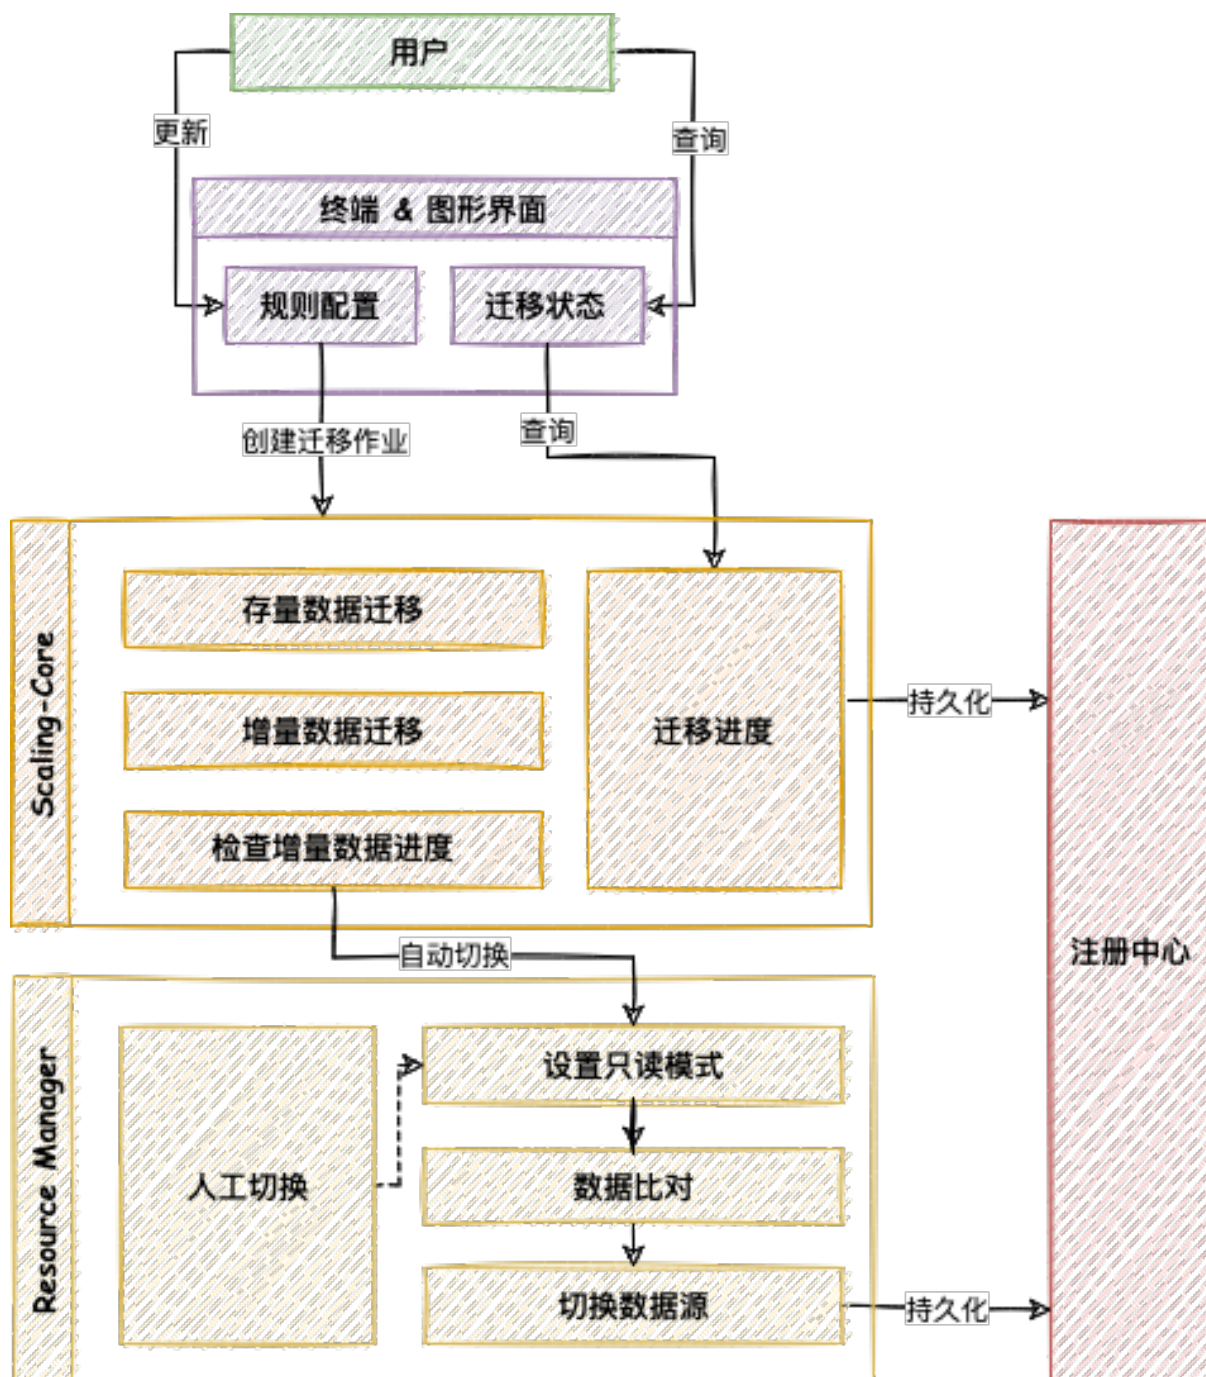 用户
更新
查询
终端 & 图形界面
规则配置
迁移状态
创建迁移作业
查询
Scaling-Core
存量数据迁移
增量数据迁移
检查增量数据进度
迁移进度
持久化
注册中心
自动切换
Resource Manager
人工切换
设置只读模式
数据比对
切换数据源
持久化